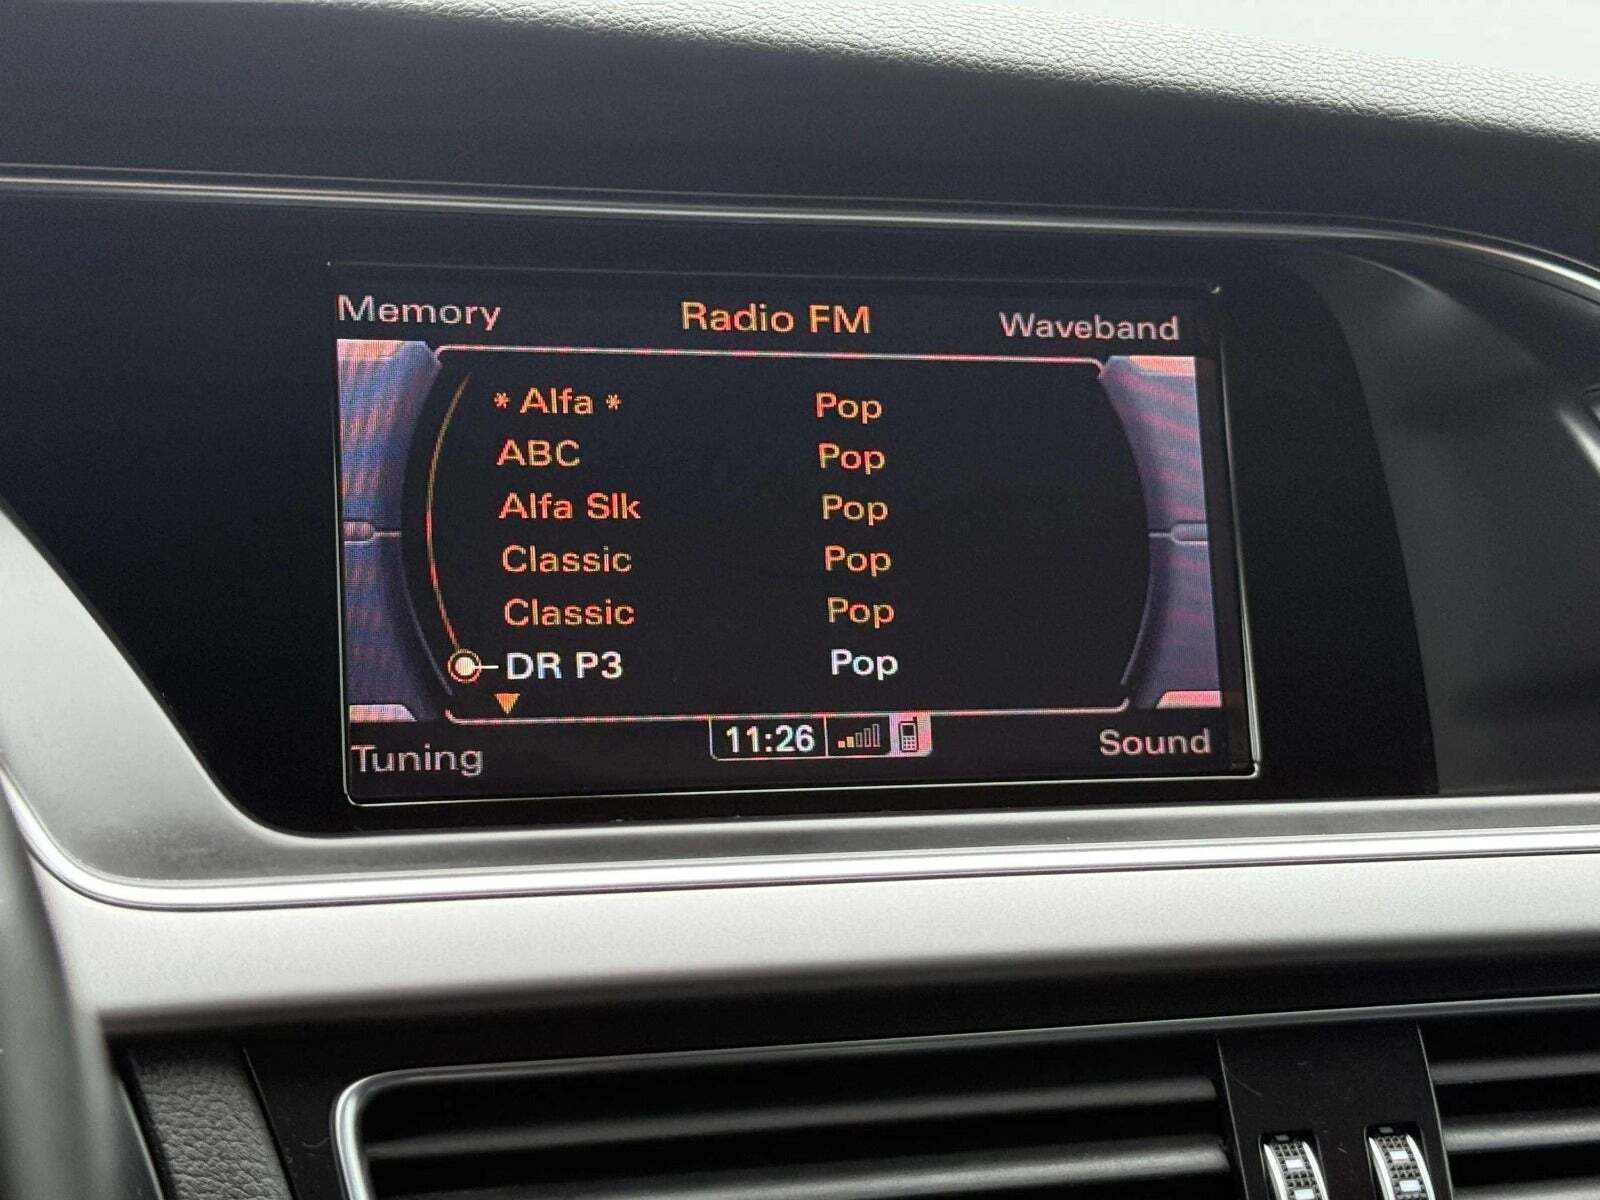 Memory Radio FM Waveband
* Alfa * Pop
ABC Pop
Alfa Slk Pop
Classic Pop
Classic Pop
DR P3 Pop
Tuning 11:26 Sound